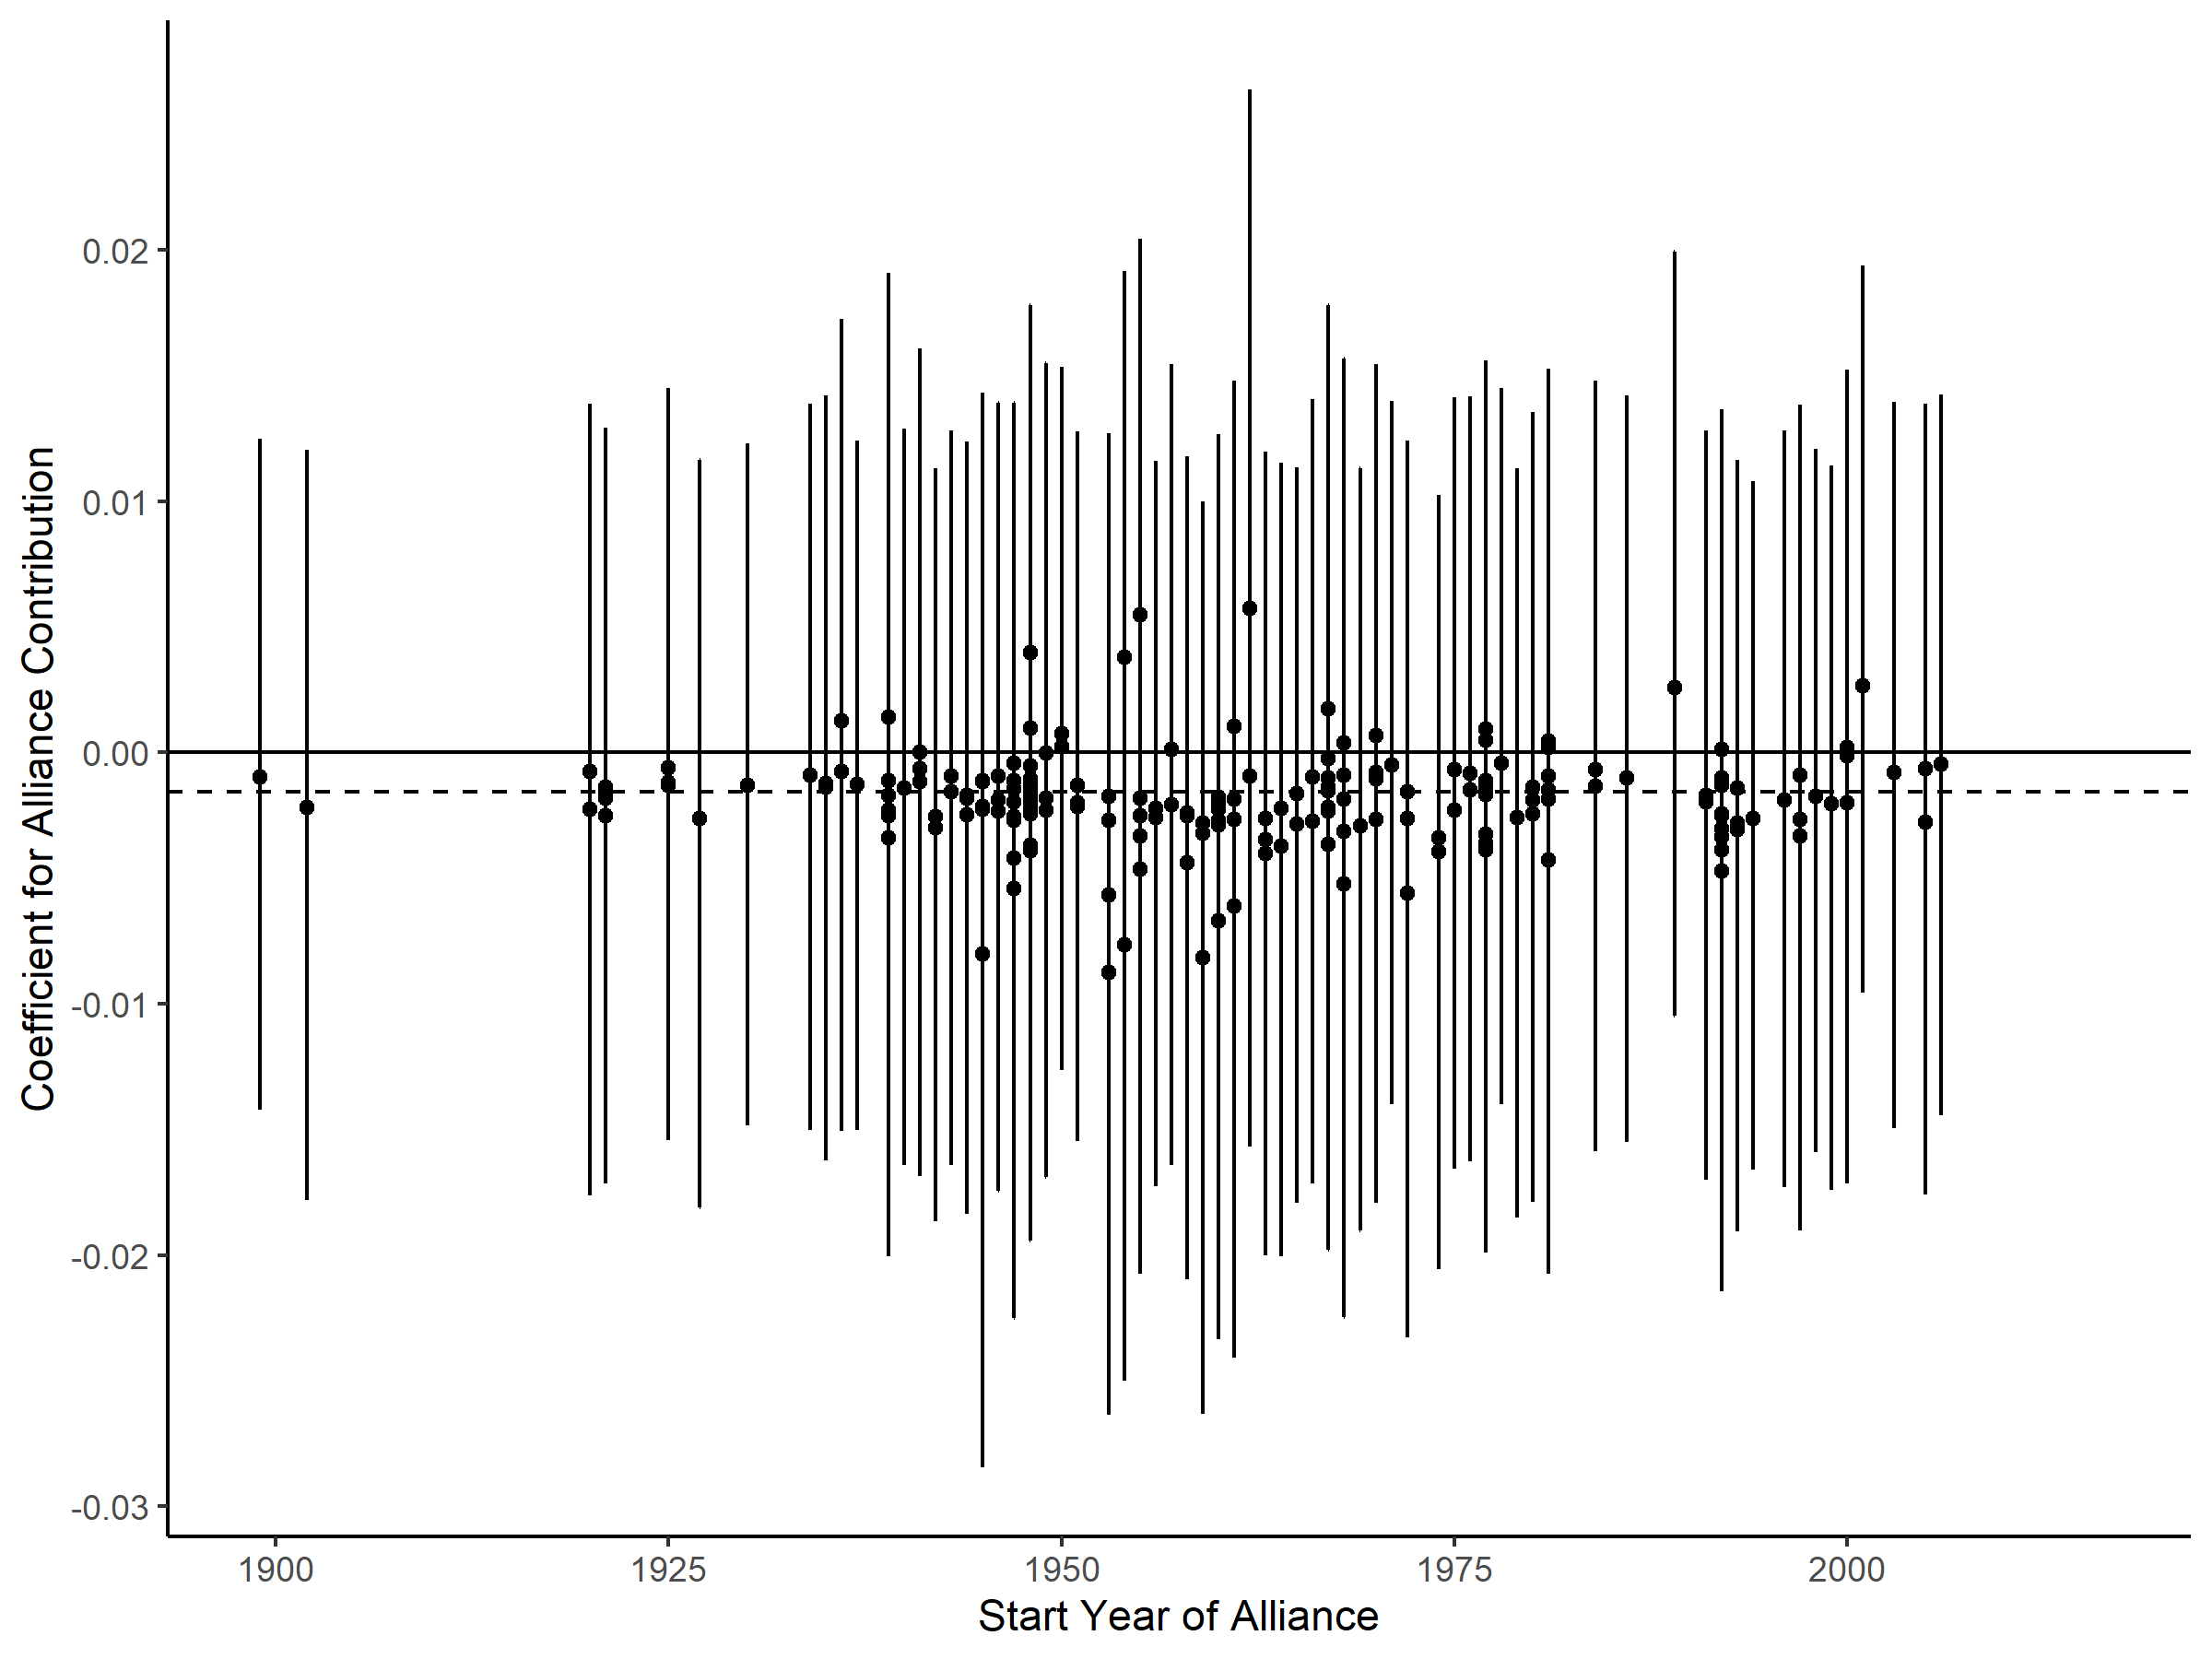 Coefficient for Alliance Contribution
0.02
0.01
0.00
-0.01
-0.02
-0.03
1900 1925 1950 1975 2000
Start Year of Alliance